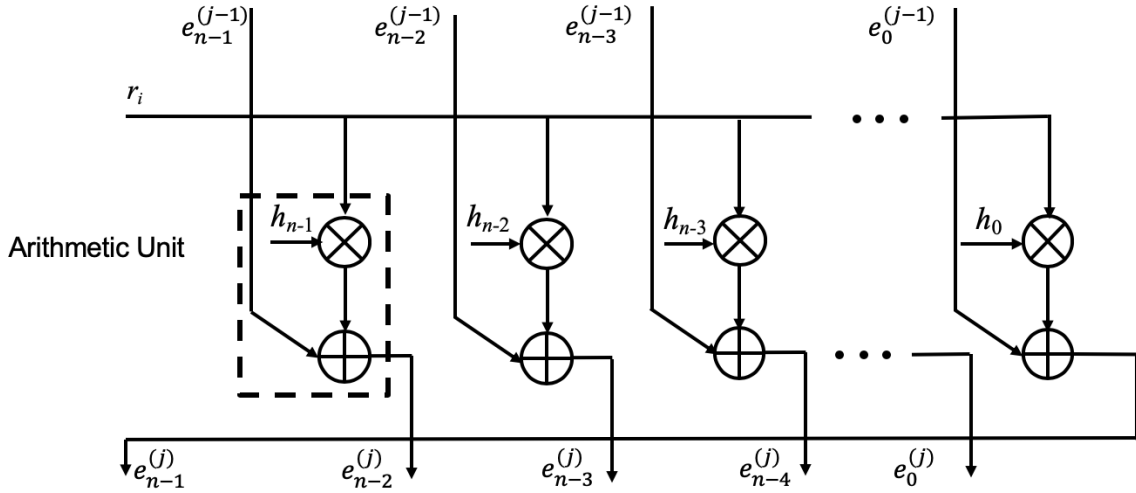 e_{n-1}^{(j-1)} e_{n-2}^{(j-1)} e_{n-3}^{(j-1)} e_0^{(j-1)}
r_i
• • •
h_{n-1} h_{n-2} h_{n-3} h_0
Arithmetic Unit
• • •
e_{n-1}^{(j)} e_{n-2}^{(j)} e_{n-3}^{(j)} e_{n-4}^{(j)} e_0^{(j)}